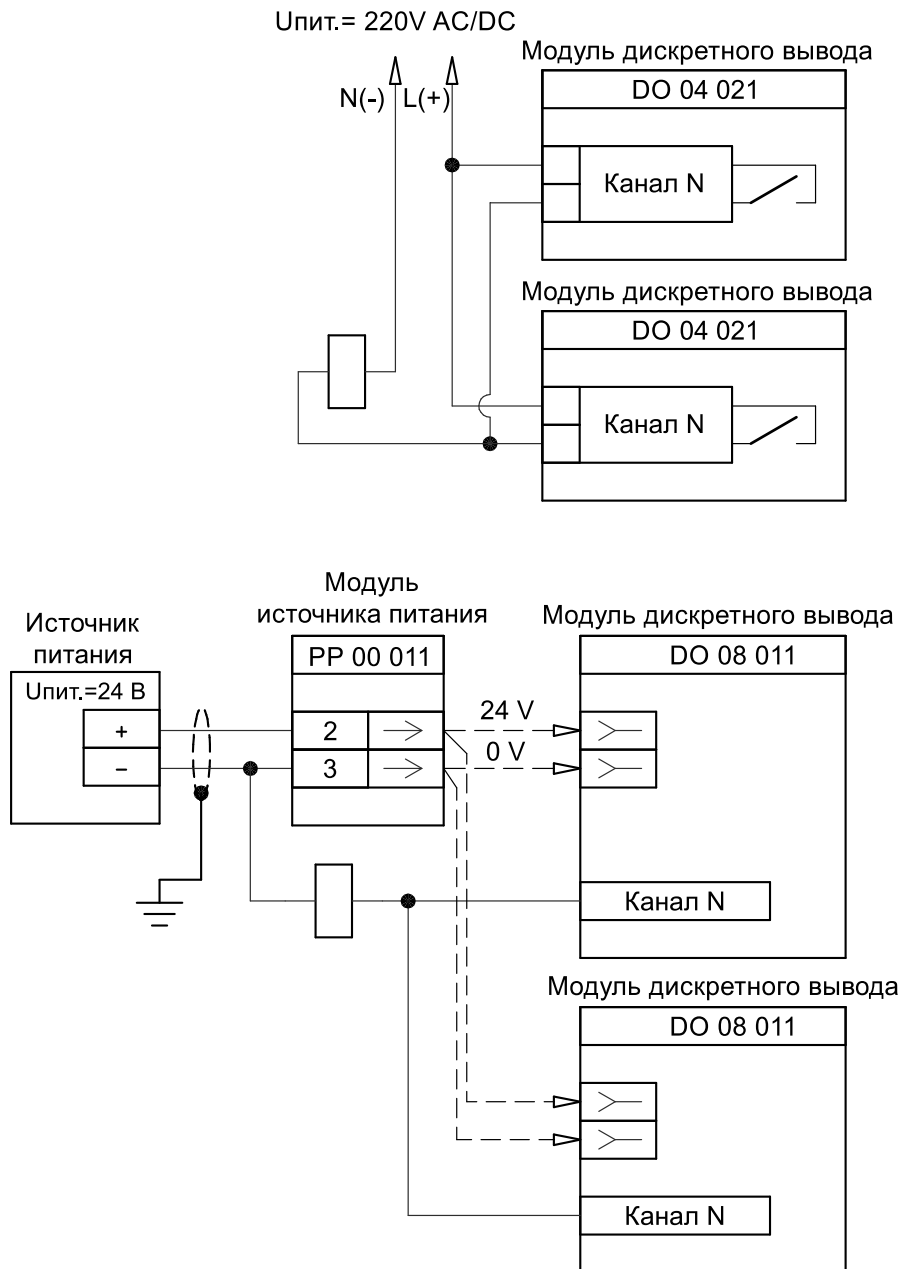 Uпит.= 220V AC/DC
N(-) L(+)
Модуль дискретного вывода
DO 04 021
Канал N
Модуль дискретного вывода
DO 04 021
Канал N
Источник
питания
Uпит.=24 В
+
–
Модуль
источника питания
PP 00 011
2
3
24 V
0 V
Модуль дискретного вывода
DO 08 011
Канал N
Модуль дискретного вывода
DO 08 011
Канал N